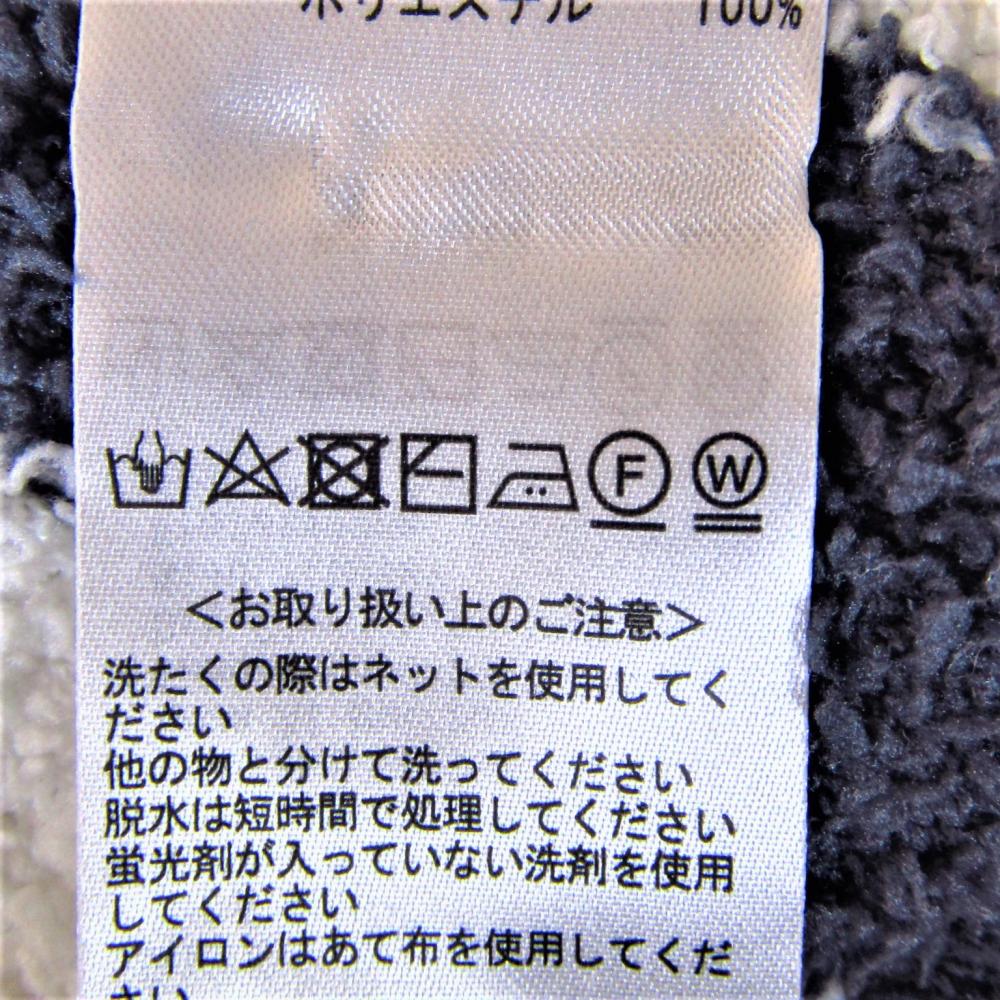 ポリエステル 100%
F W
＜お取り扱い上のご注意＞
洗たくの際はネットを使用してく
ださい
他の物と分けて洗ってください
脱水は短時間で処理してください
蛍光剤が入っていない洗剤を使用
してください
アイロンはあて布を使用してくだ
さい